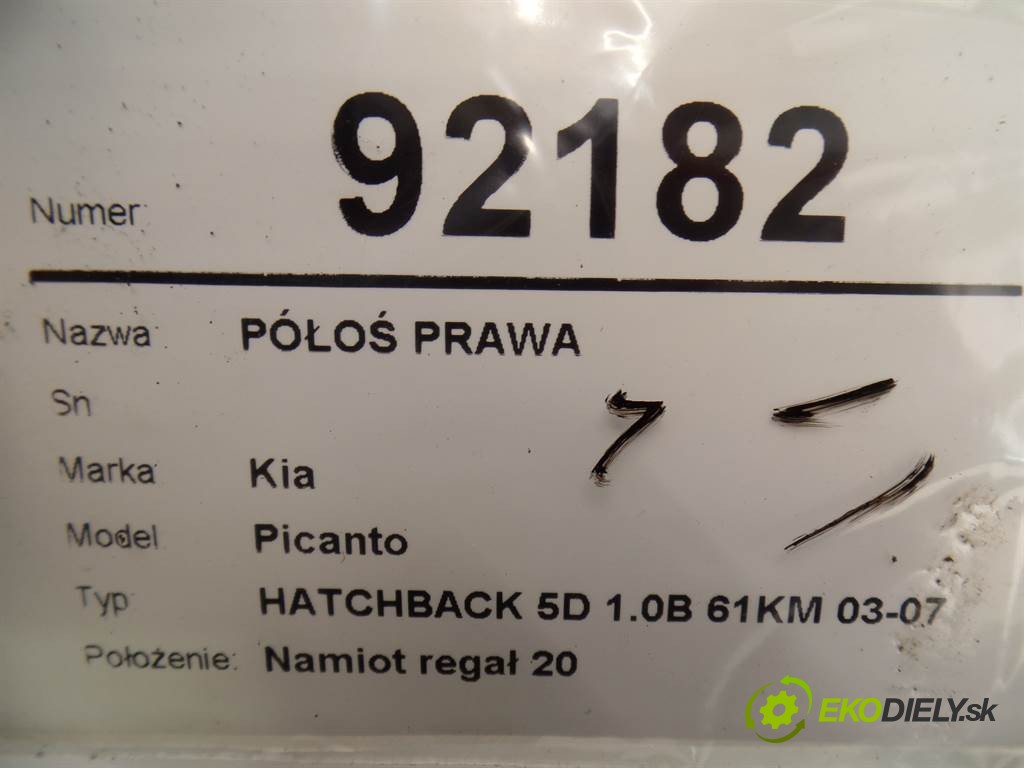 Numer: 92182
Nazwa: PÓŁOŚ PRAWA
Sn
Marka Kia
Model Picanto
Typ: HATCHBACK 5D 1.0B 61KM 03-07
Położenie: Namiot regał 20
EKODIELY.sk